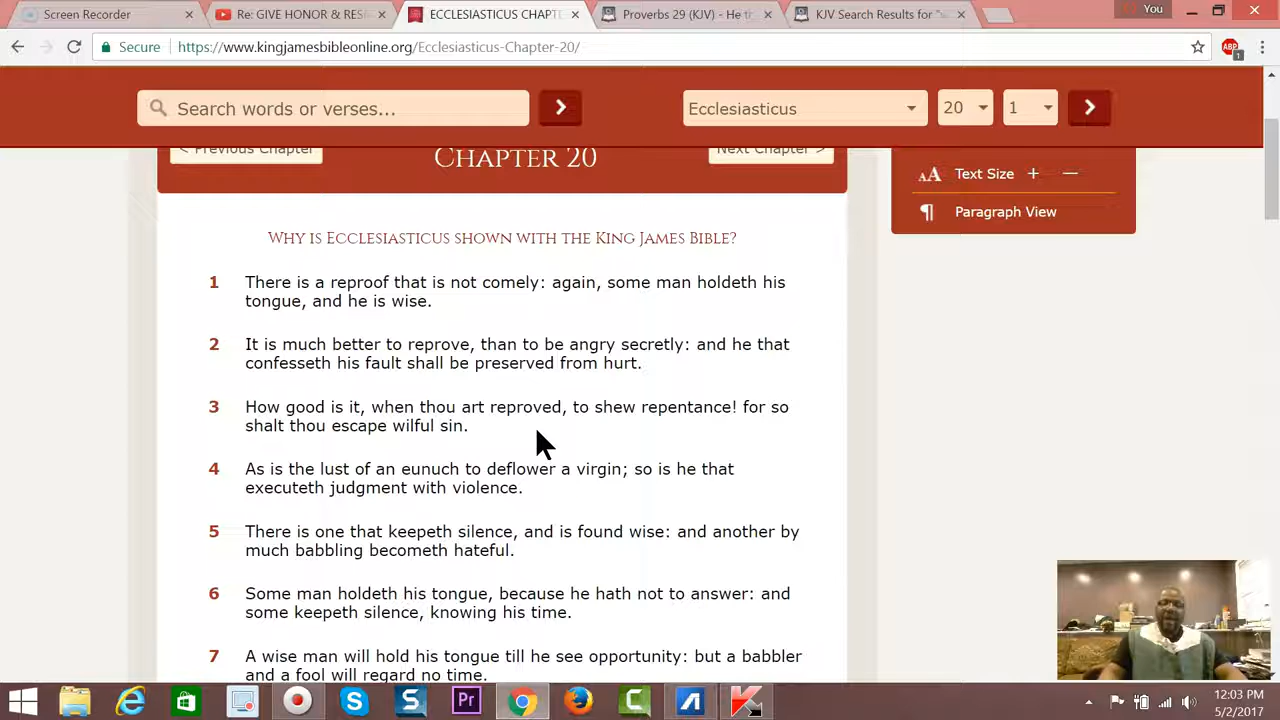 Screen Recorder
Re: GIVE HONOR & RES
ECCLESIASTICUS CHAPT
Proverbs 29 (KJV) - He th
KJV Search Results for "
You
Secure
https://www.kingjamesbibleonline.org/Ecclesiasticus-Chapter-20/
ABP
1
Search words or verses...
Ecclesiasticus
20
1
< Previous Chapter
CHAPTER 20
Next Chapter >
AA Text Size + —
¶ Paragraph View
WHY IS ECCLESIASTICUS SHOWN WITH THE KING JAMES BIBLE?
1 There is a reproof that is not comely: again, some man holdeth his
tongue, and he is wise.
2 It is much better to reprove, than to be angry secretly: and he that
confesseth his fault shall be preserved from hurt.
3 How good is it, when thou art reproved, to shew repentance! for so
shalt thou escape wilful sin.
4 As is the lust of an eunuch to deflower a virgin; so is he that
executeth judgment with violence.
5 There is one that keepeth silence, and is found wise: and another by
much babbling becometh hateful.
6 Some man holdeth his tongue, because he hath not to answer: and
some keepeth silence, knowing his time.
7 A wise man will hold his tongue till he see opportunity: but a babbler
and a fool will regard no time.
Pr
12:03 PM
5/2/2017